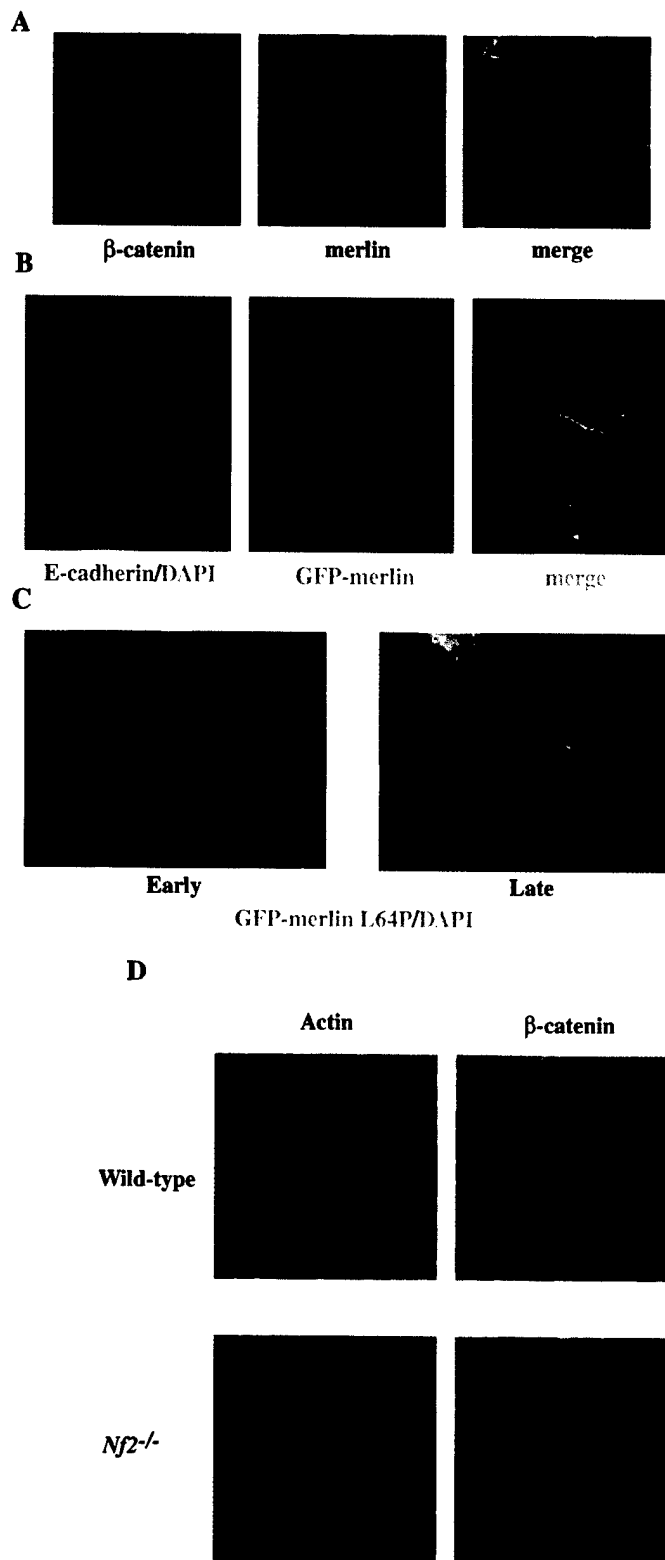 A
β-catenin merlin merge
B
E-cadherin/DAPI GFP-merlin merge
C
Early Late
GFP-merlin L64P/DAPI
D
Actin β-catenin
Wild-type
Nf2-/-